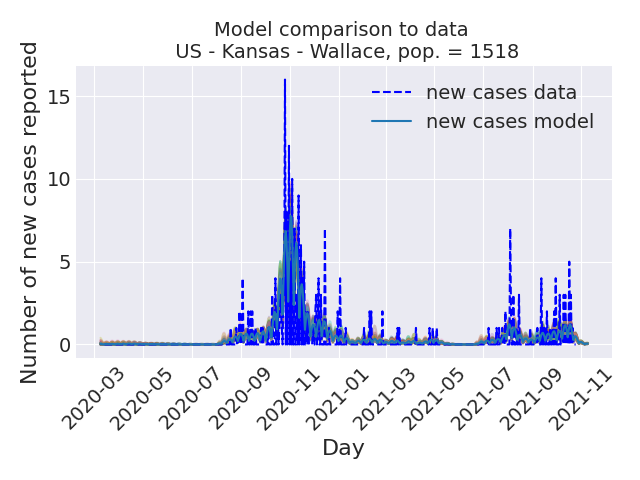 Model comparison to data
US - Kansas - Wallace, pop. = 1518
Number of new cases reported
15
10
5
0
new cases data
new cases model
2020-03
2020-05
2020-07
2020-09
2020-11
2021-01
2021-03
2021-05
2021-07
2021-09
2021-11
Day